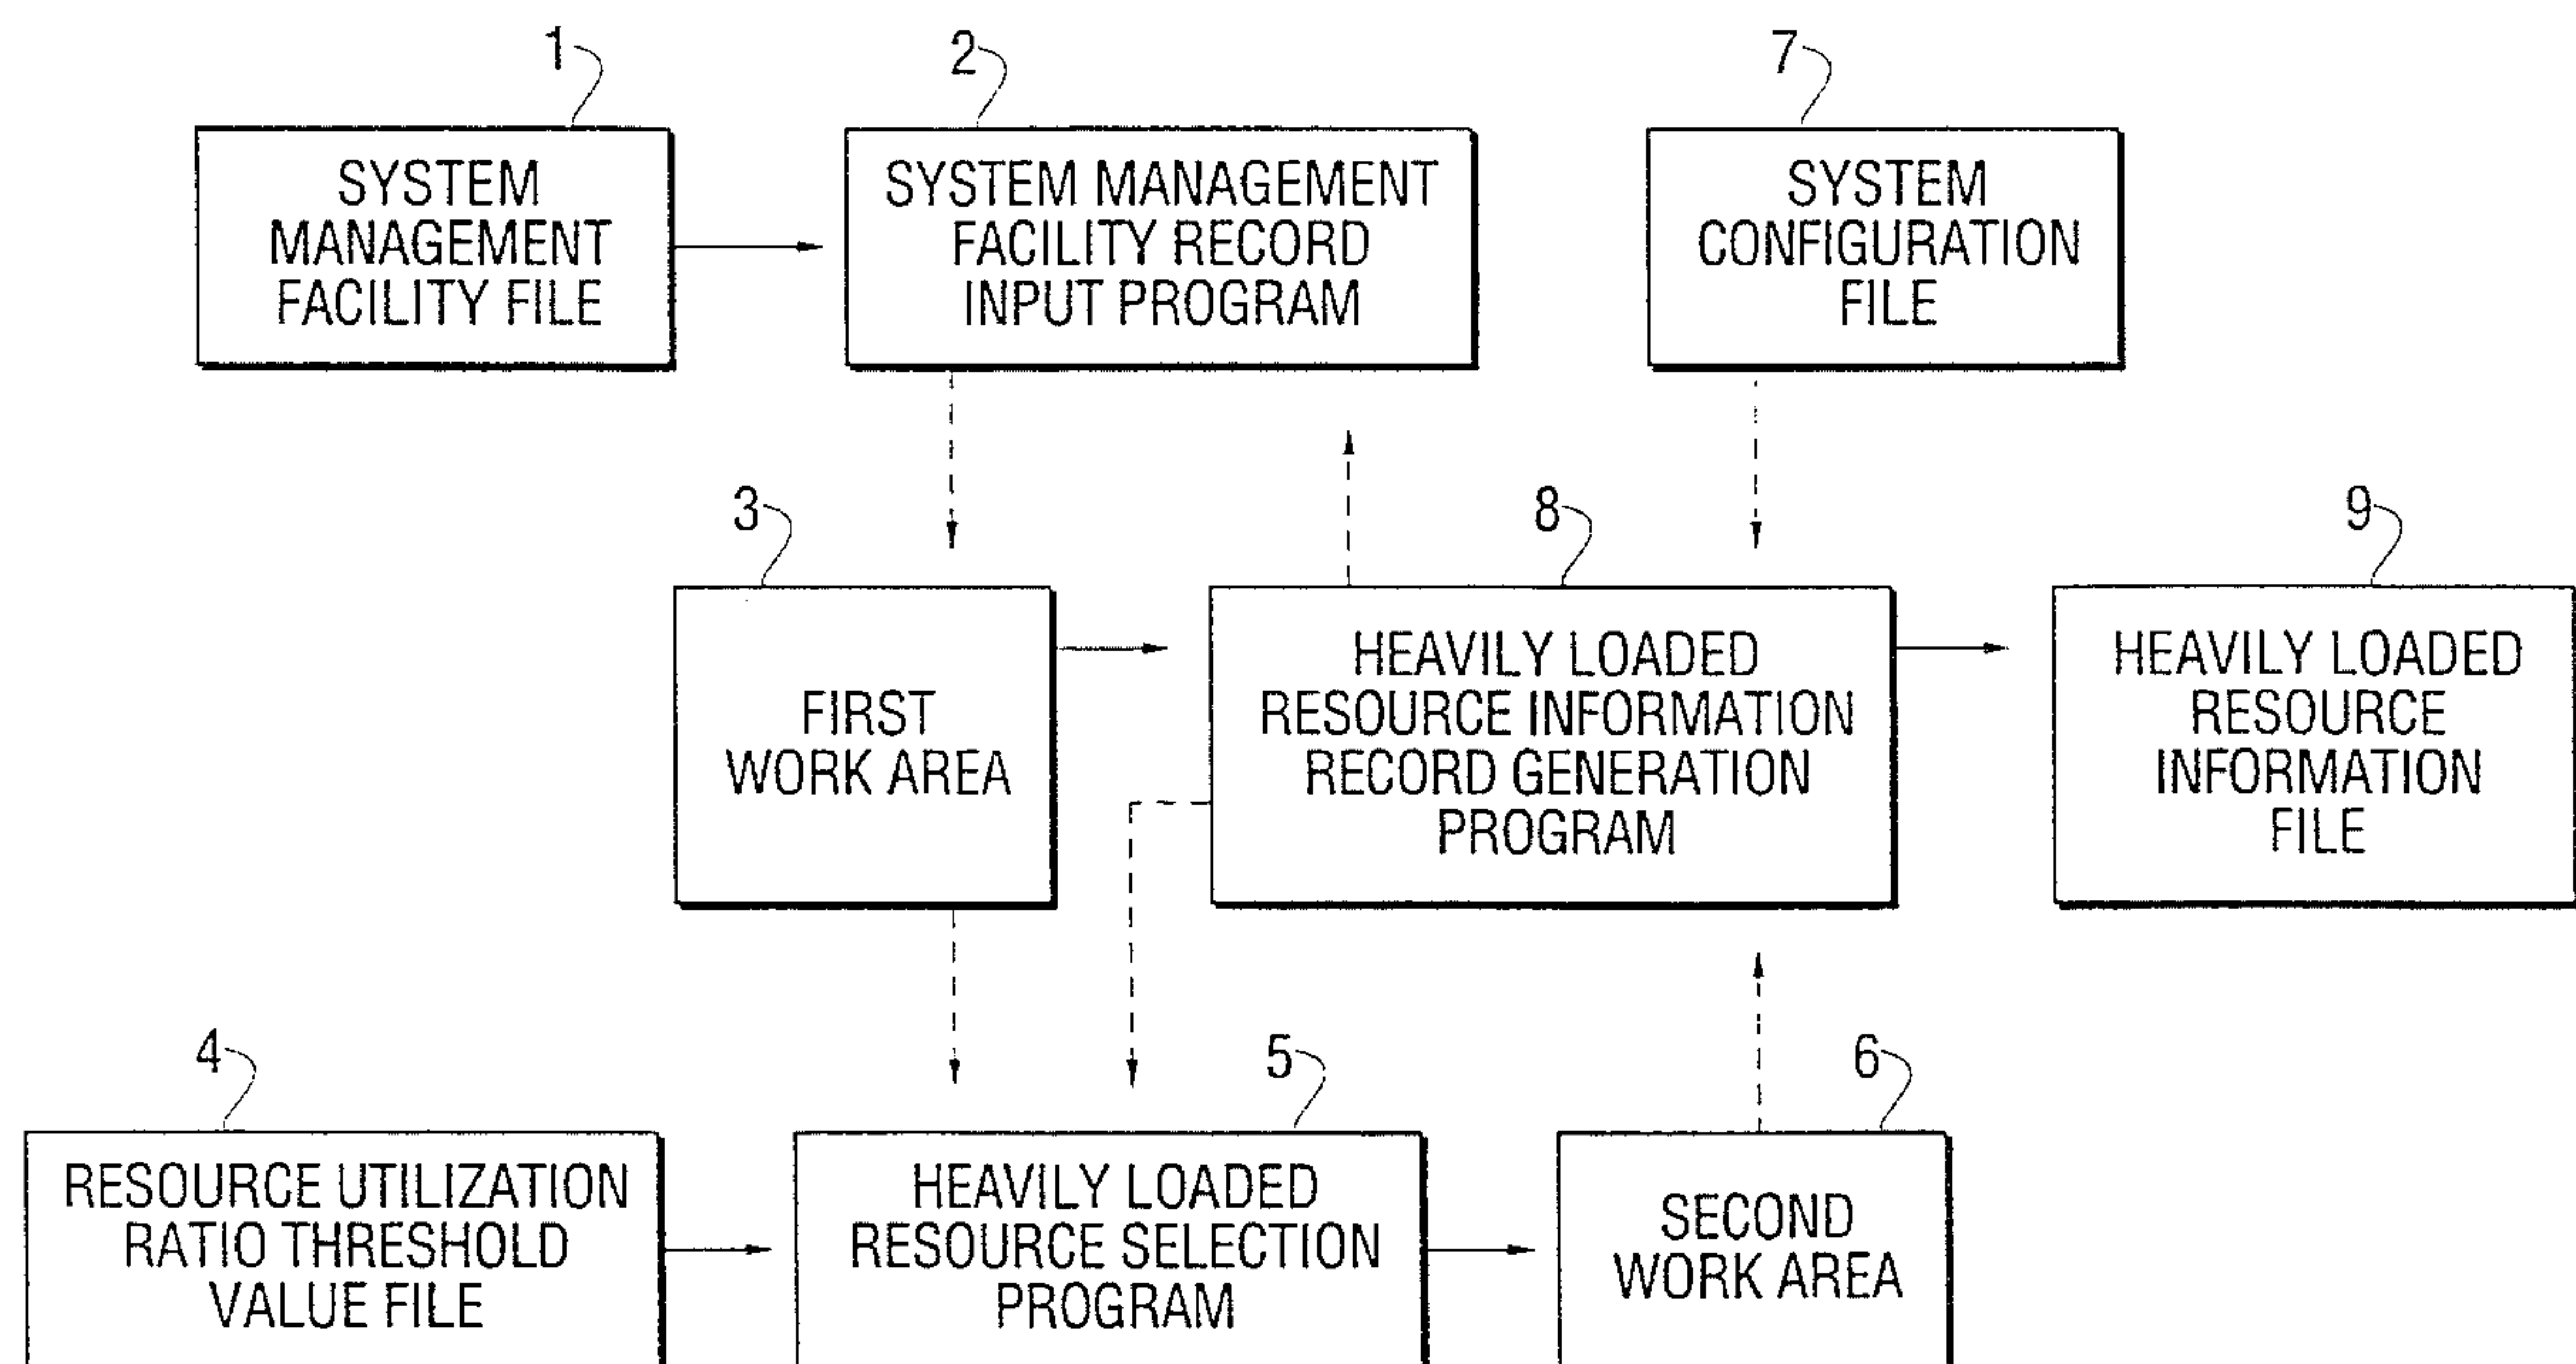 1
SYSTEM
MANAGEMENT
FACILITY FILE
2
SYSTEM MANAGEMENT
FACILITY RECORD
INPUT PROGRAM
7
SYSTEM
CONFIGURATION
FILE
3
FIRST
WORK AREA
8
HEAVILY LOADED
RESOURCE INFORMATION
RECORD GENERATION
PROGRAM
9
HEAVILY LOADED
RESOURCE
INFORMATION
FILE
4
RESOURCE UTILIZATION
RATIO THRESHOLD
VALUE FILE
5
HEAVILY LOADED
RESOURCE SELECTION
PROGRAM
6
SECOND
WORK AREA